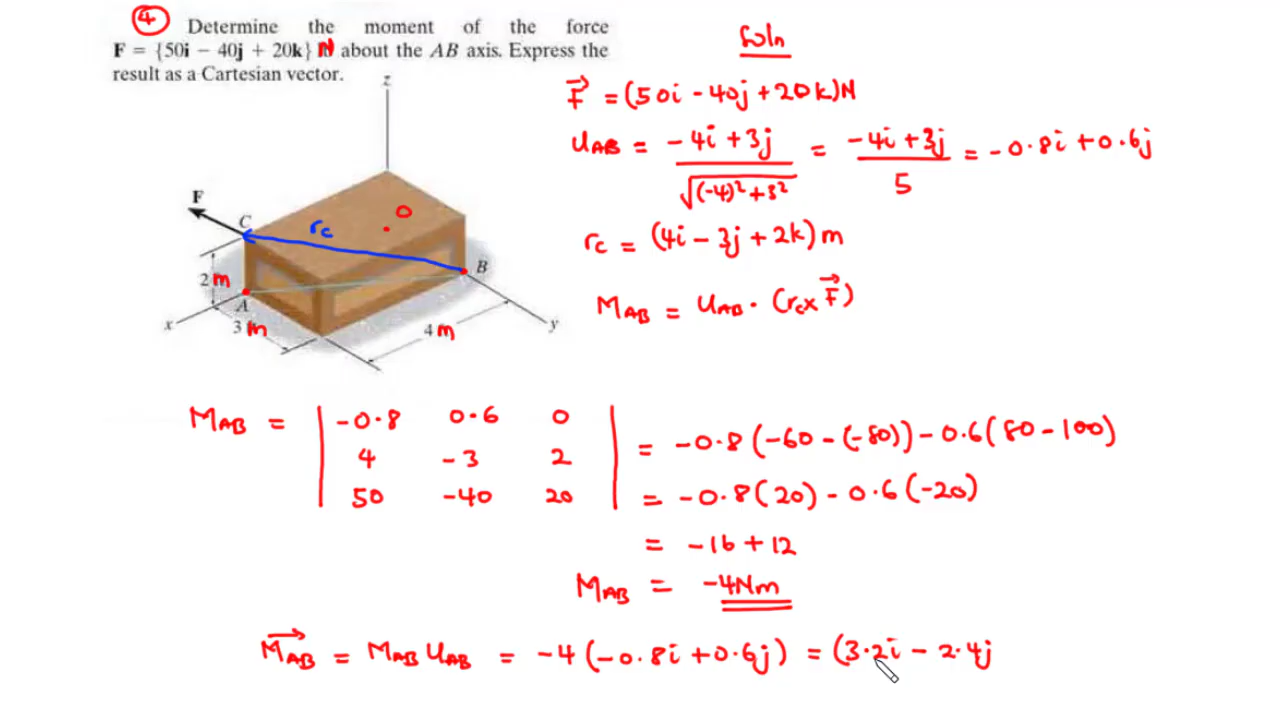 4 Determine the moment of the force
F = {50i − 40j + 20k} N about the AB axis. Express the
result as a Cartesian vector.
Soln
F = (50i - 40j + 20k)N
uAB = -4i + 3j / √(-4)² + 3² = -4i + 3j / 5 = -0.8i + 0.6j
rc = (4i - 3j + 2k)m
MAB = uAB · (rc x F)
z
F
C
rc
O
B
2 m
A
x
3 m
4 m
y
MAB = | -0.8 0.6 0 | = -0.8(-60 - (-80)) - 0.6(80 - 100)
4 -3 2
50 -40 20 = -0.8(20) - 0.6(-20)
= -16 + 12
MAB = -4Nm
MAB = MAB uAB = -4(-0.8i + 0.6j) = (3.2i - 2.4j